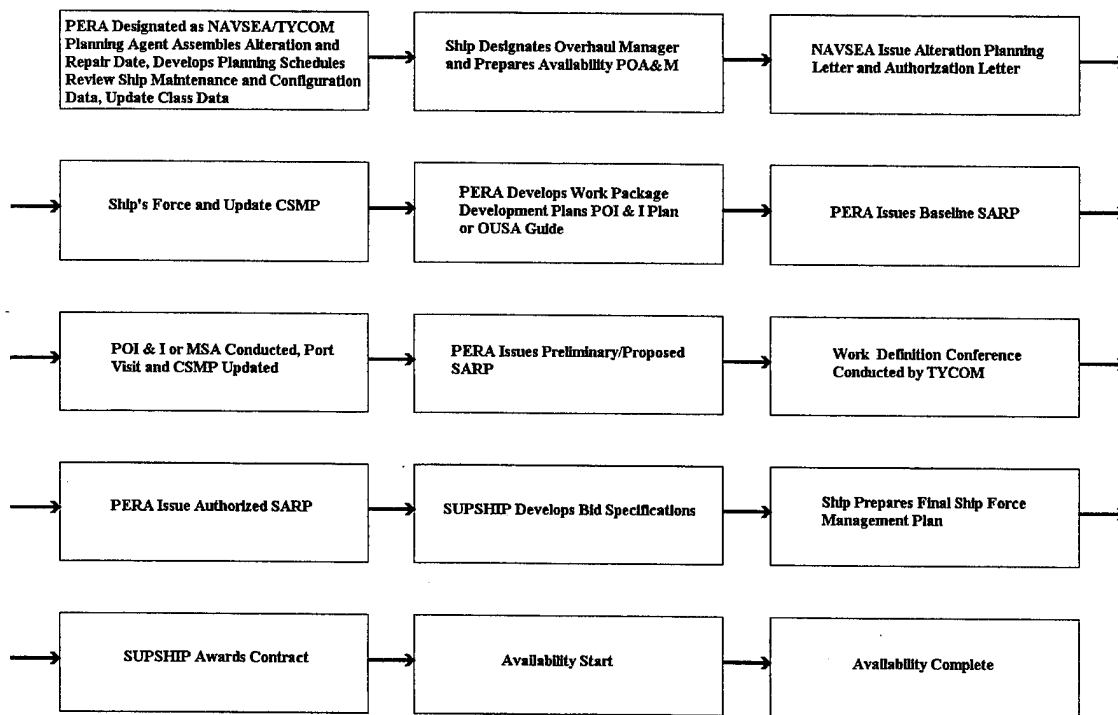 PERA Designated as NAVSEA/TYCOM
Planning Agent Assembles Alteration and
Repair Date, Develops Planning Schedules
Review Ship Maintenance and Configuration
Data, Update Class Data
Ship Designates Overhaul Manager
and Prepares Availability POA&M
NAVSEA Issue Alteration Planning
Letter and Authorization Letter
Ship's Force and Update CSMP
PERA Develops Work Package
Development Plans POI & I Plan
or OUSA Guide
PERA Issues Baseline SARP
POI & I or MSA Conducted, Port
Visit and CSMP Updated
PERA Issues Preliminary/Proposed
SARP
Work Definition Conference
Conducted by TYCOM
PERA Issue Authorized SARP
SUPSHIP Develops Bid Specifications
Ship Prepares Final Ship Force
Management Plan
SUPSHIP Awards Contract
Availability Start
Availability Complete